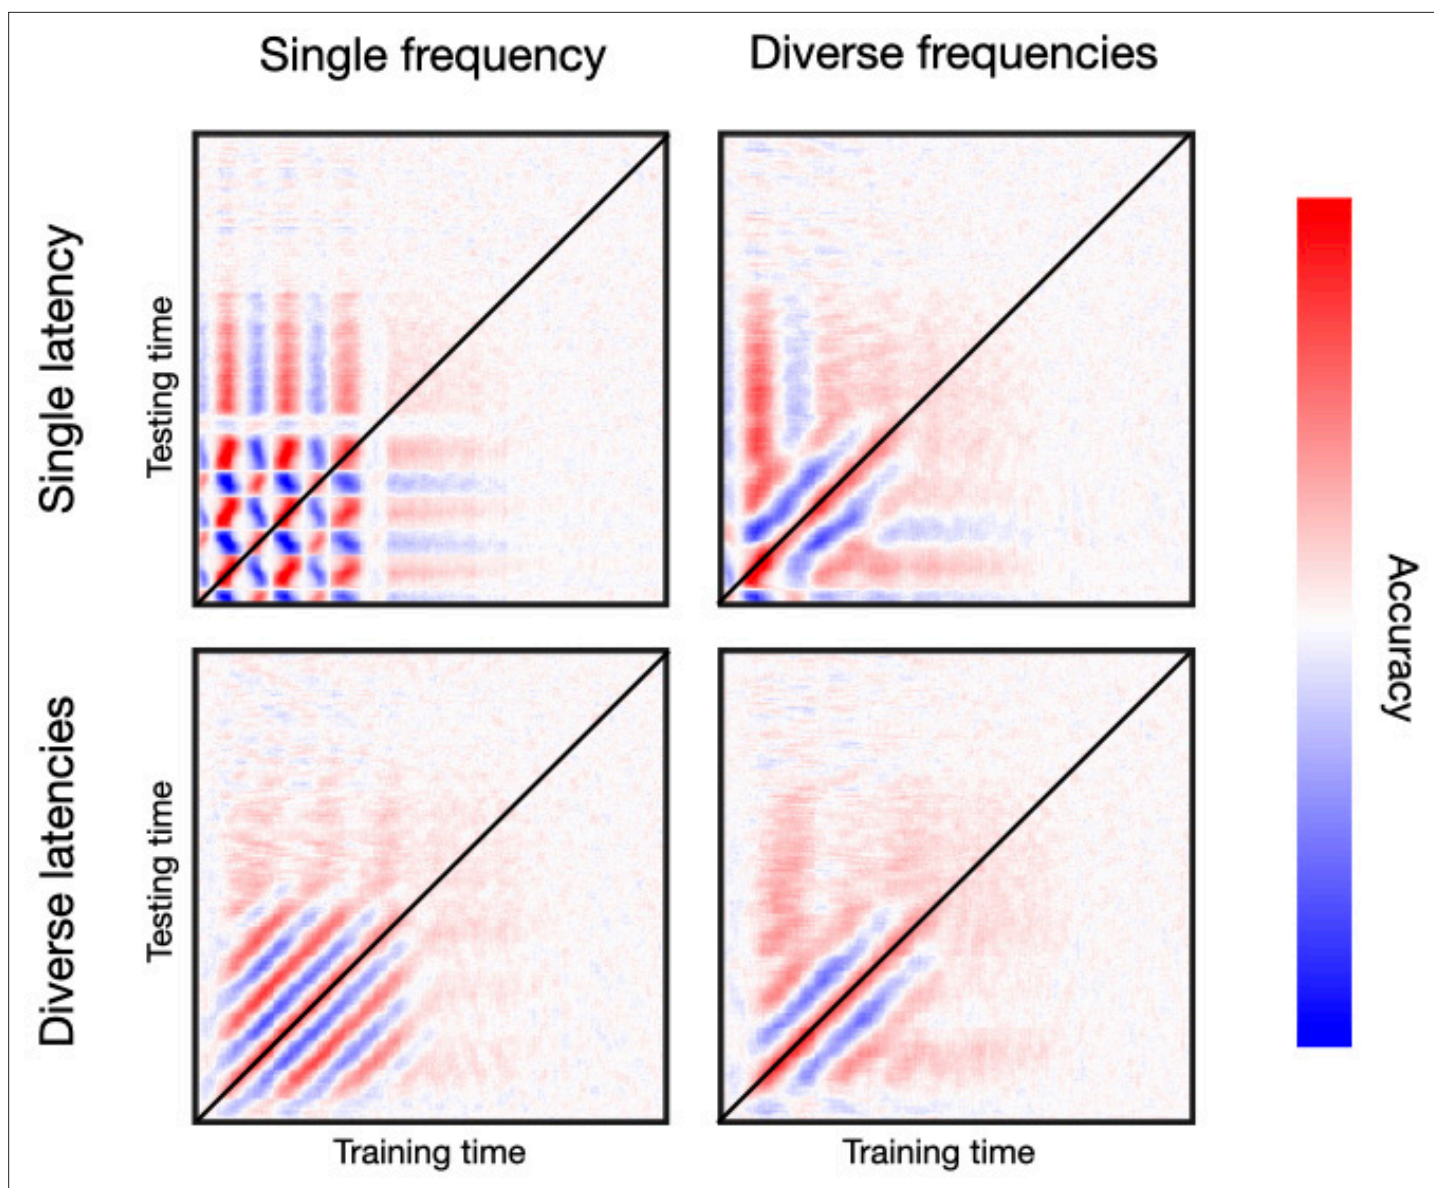 Single frequency
Diverse frequencies
Single latency
Testing time
Accuracy
Diverse latencies
Testing time
Training time
Training time